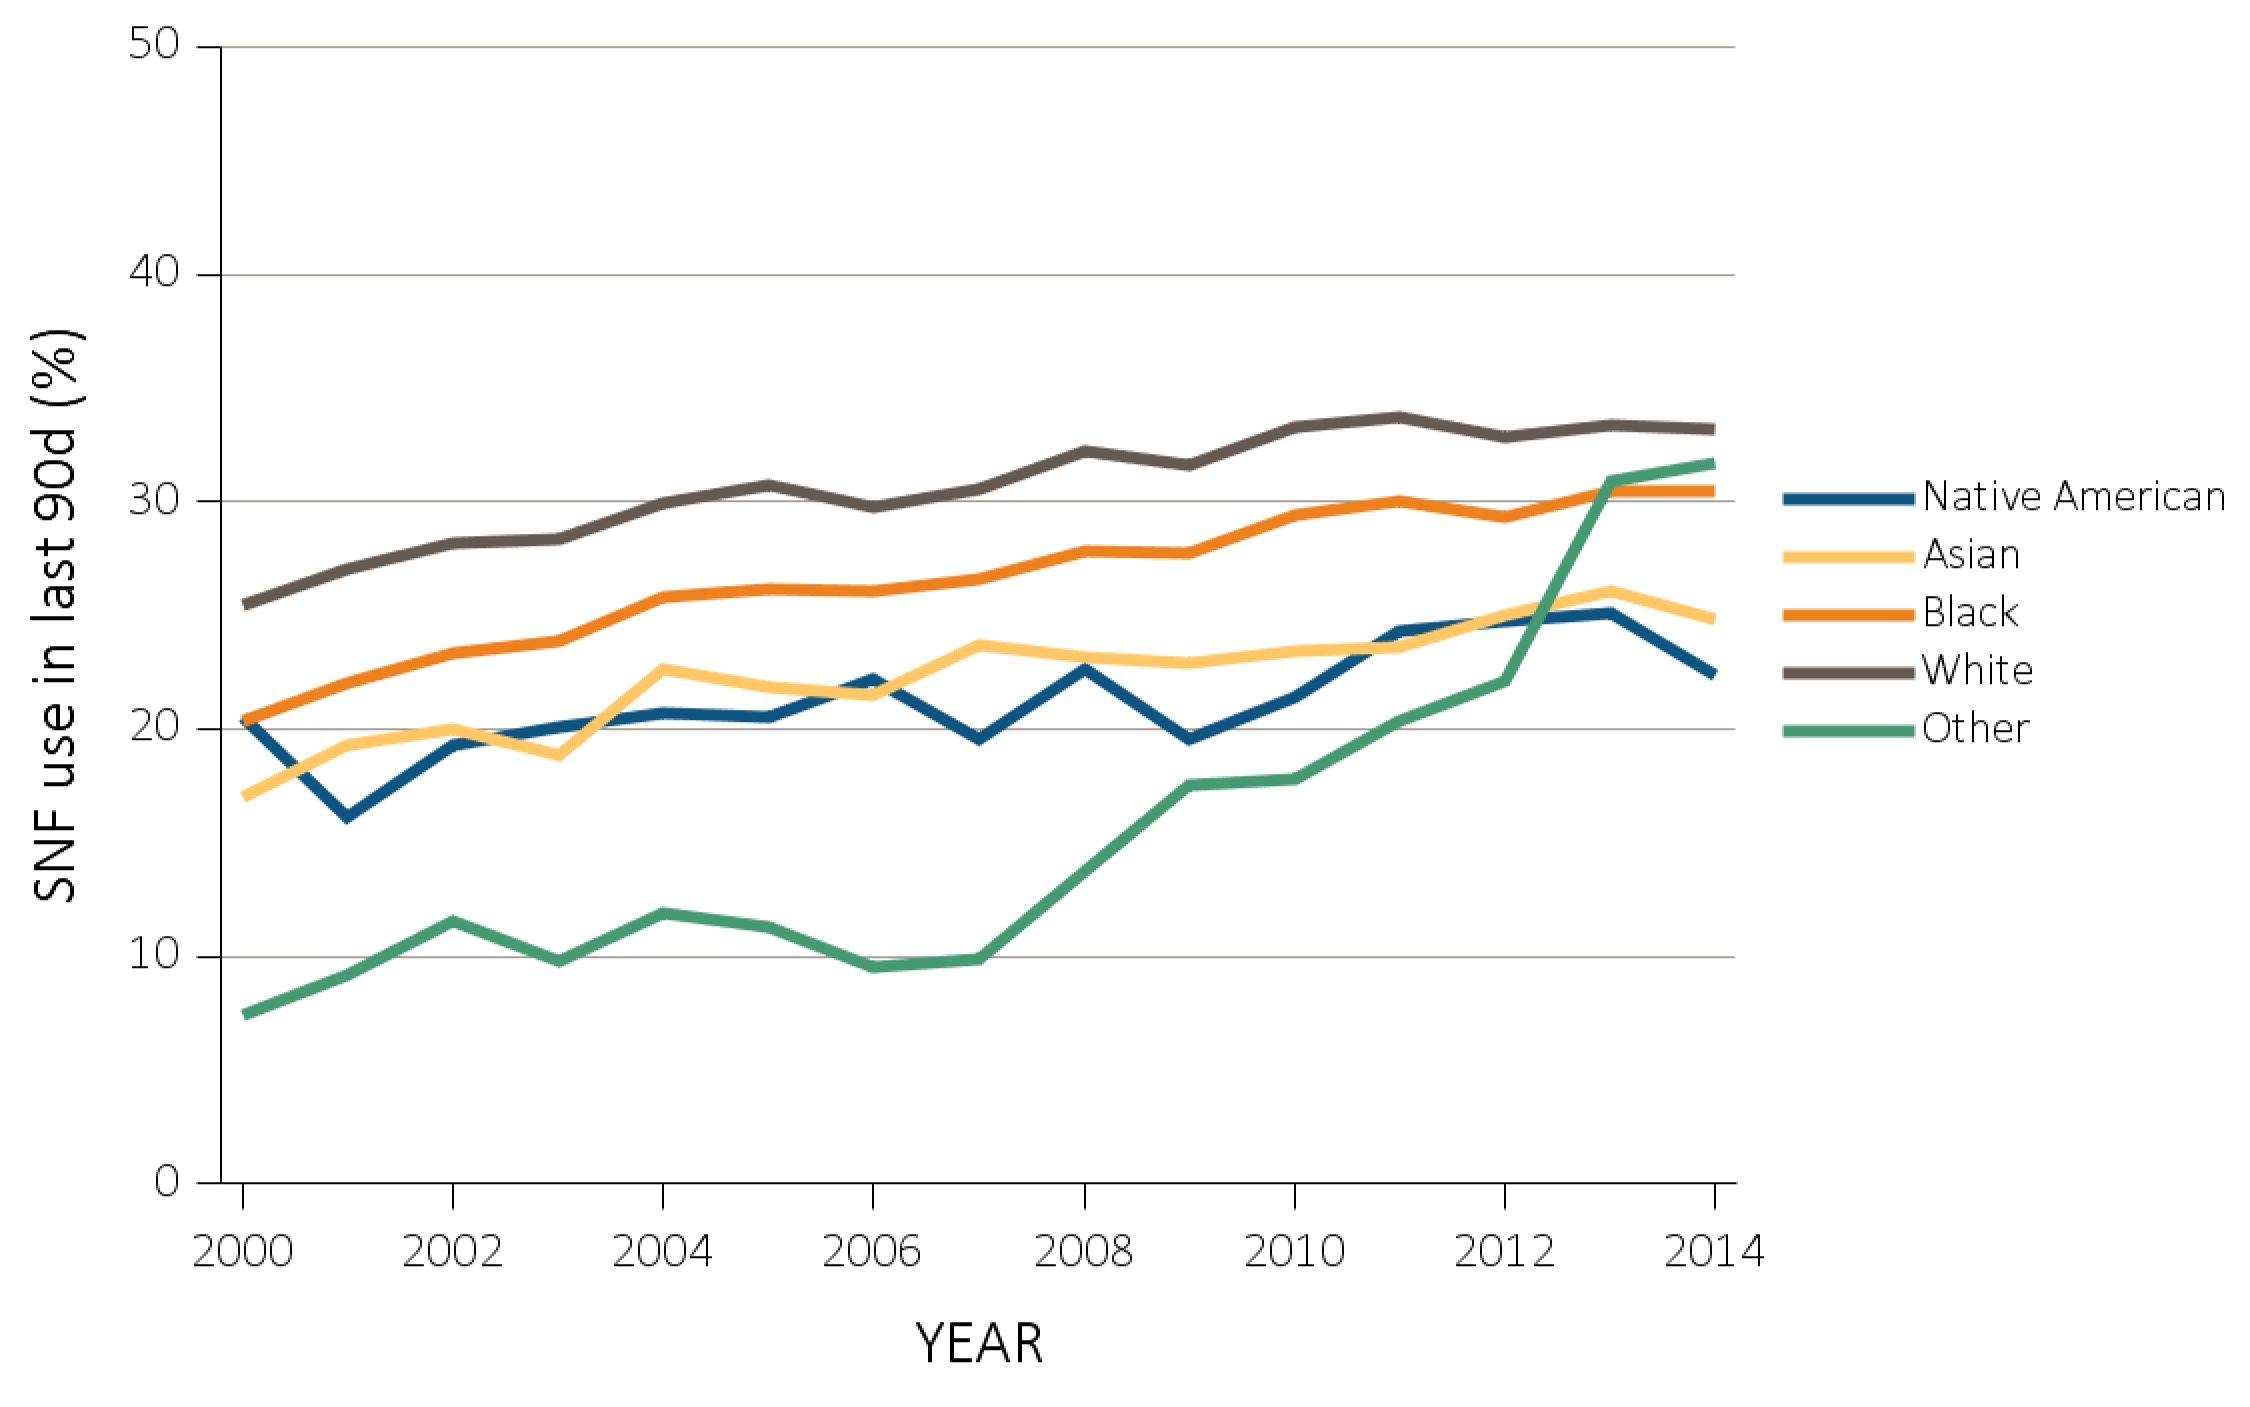 SNF use in last 90d (%)
50
40
30
20
10
0
2000 2002 2004 2006 2008 2010 2012 2014
YEAR
Native American
Asian
Black
White
Other